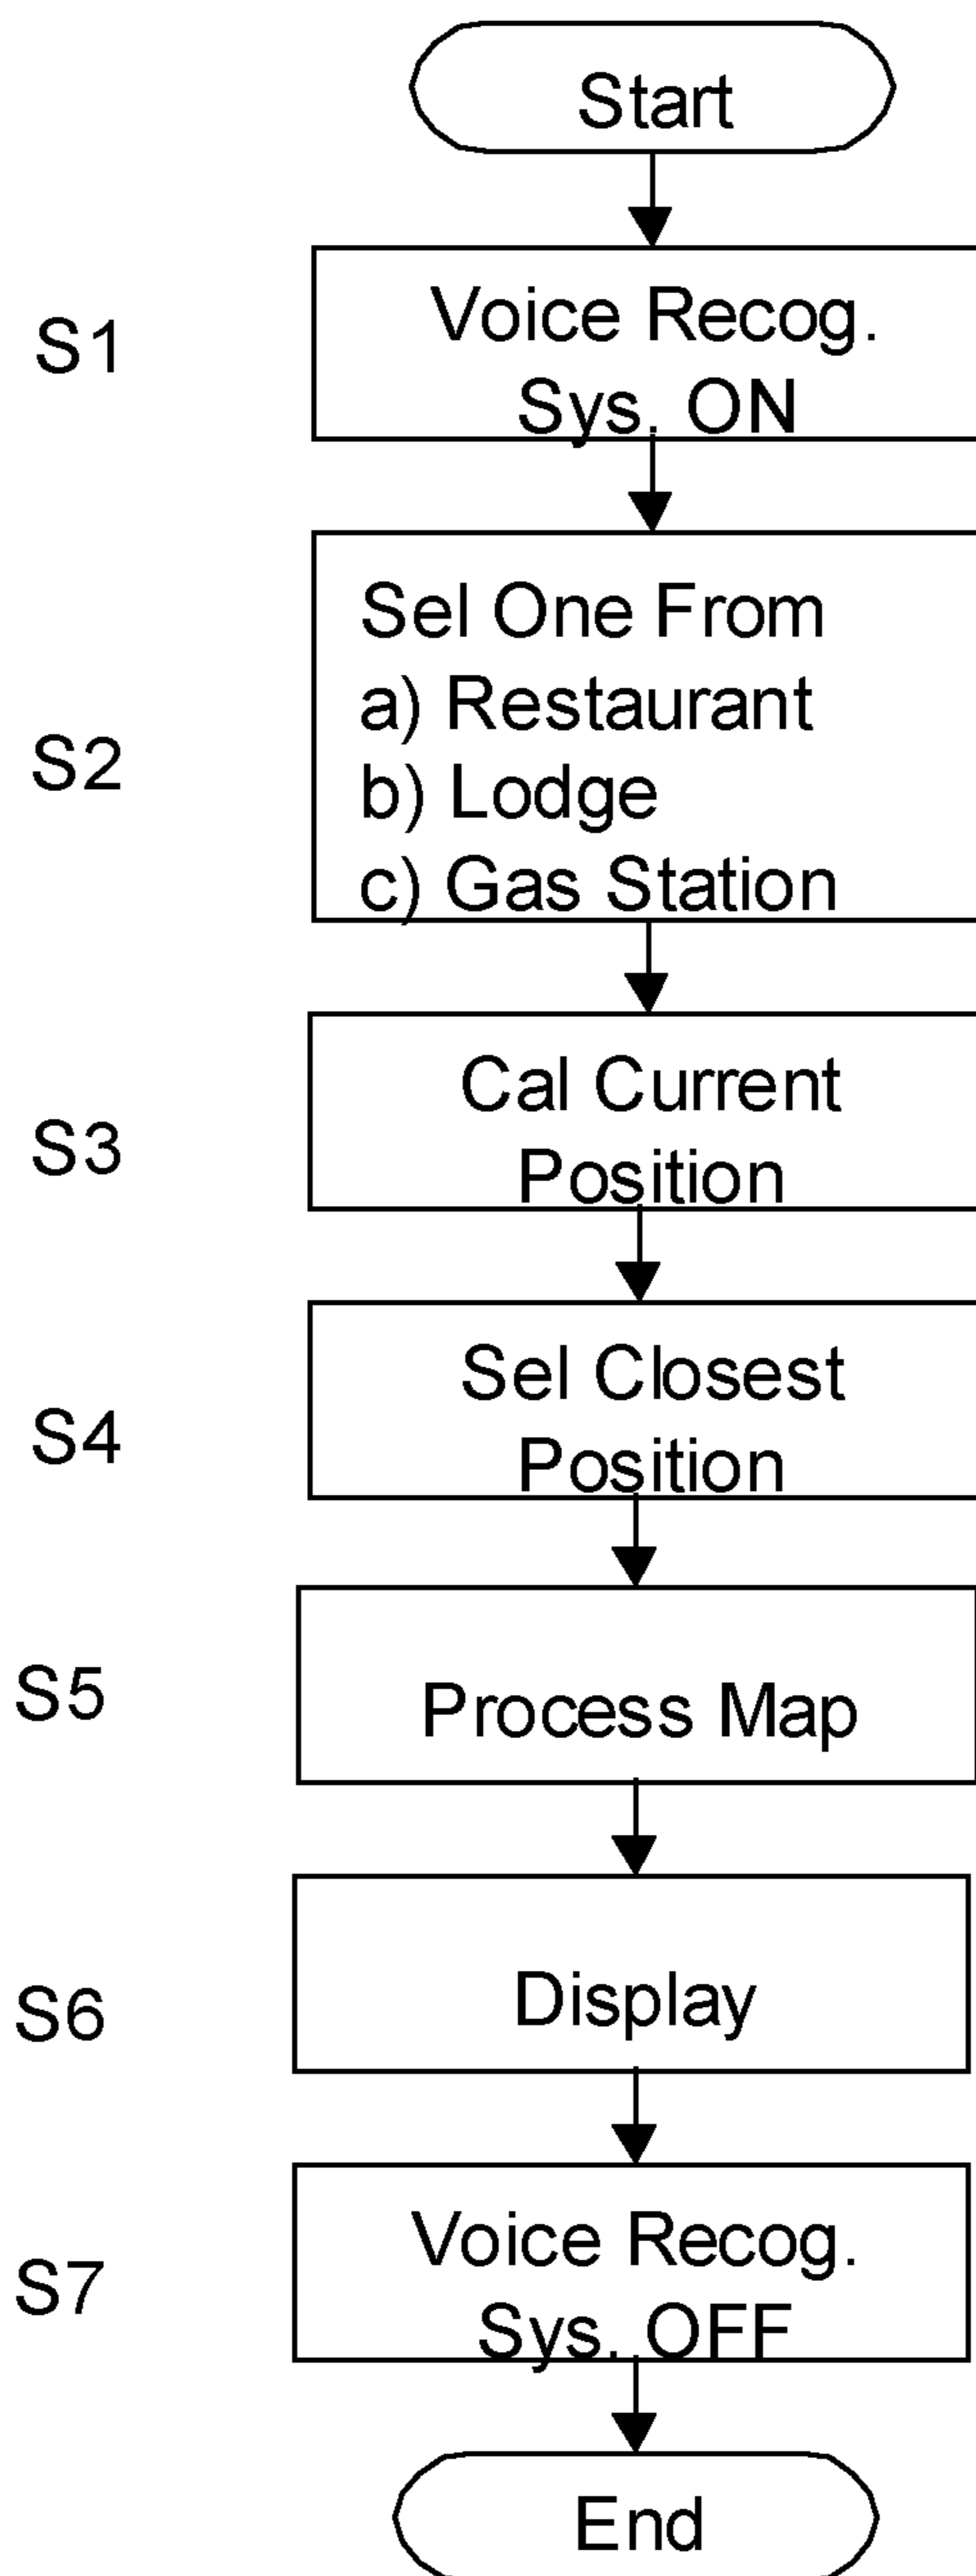 Start
S1
Voice Recog.
Sys. ON
S2
Sel One From
a) Restaurant
b) Lodge
c) Gas Station
S3
Cal Current
Position
S4
Sel Closest
Position
S5
Process Map
S6
Display
S7
Voice Recog.
Sys. OFF
End